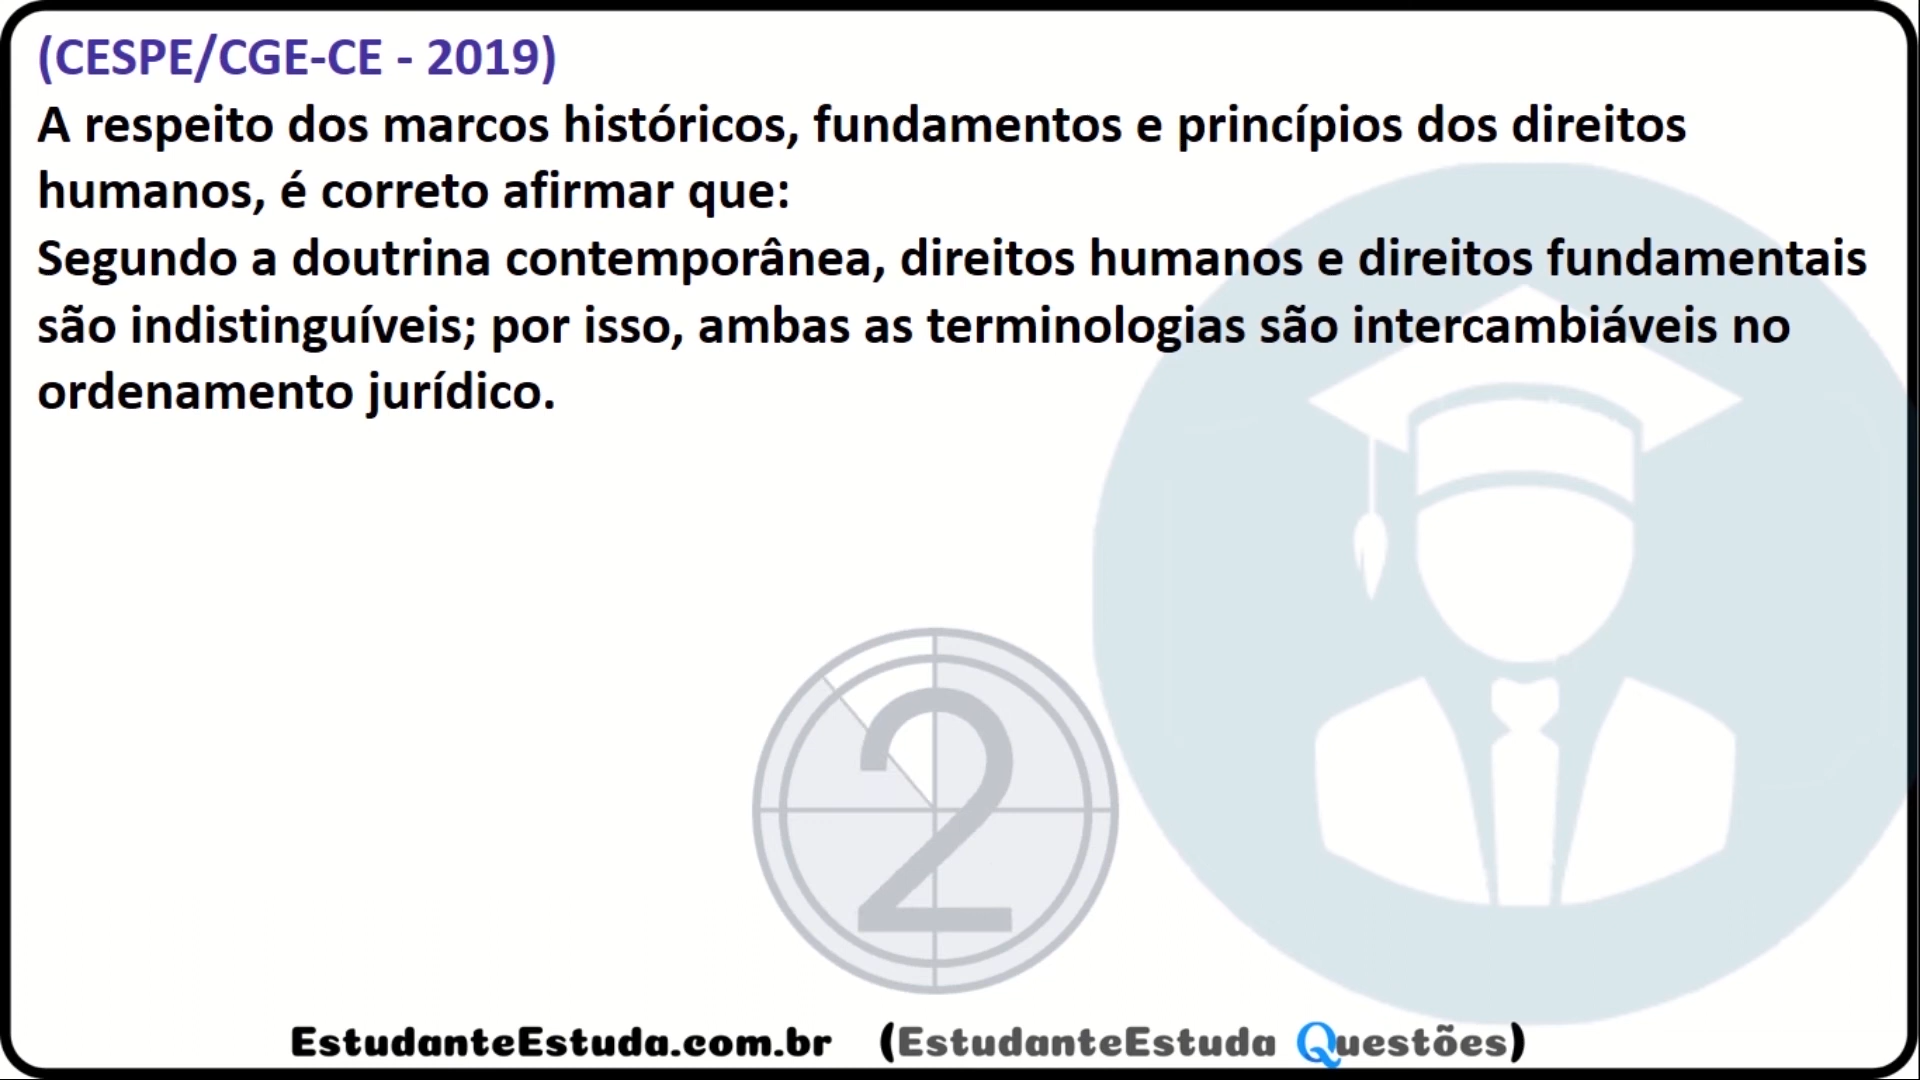 (CESPE/CGE-CE - 2019)
A respeito dos marcos históricos, fundamentos e princípios dos direitos
humanos, é correto afirmar que:
Segundo a doutrina contemporânea, direitos humanos e direitos fundamentais
são indistinguíveis; por isso, ambas as terminologias são intercambiáveis no
ordenamento jurídico.
2
EstudanteEstuda.com.br (EstudanteEstuda Questões)